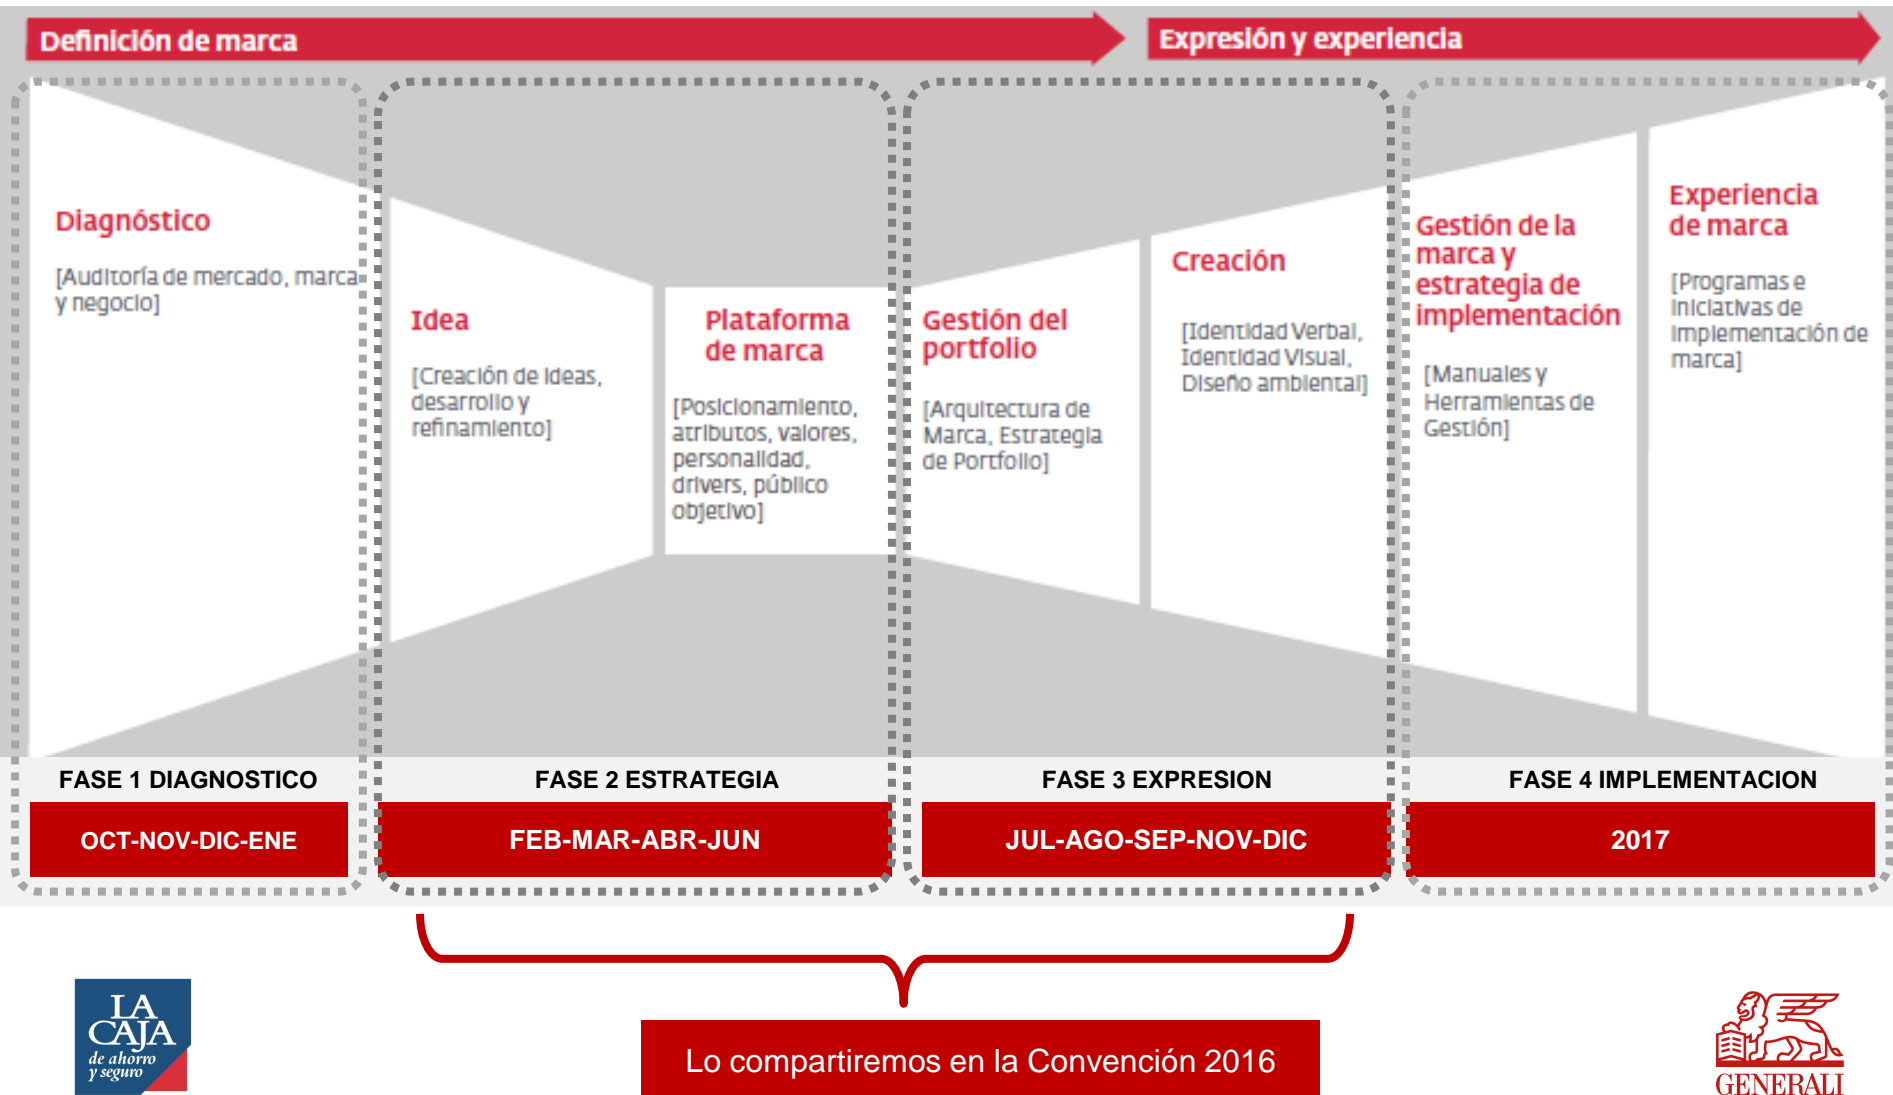 Definición de marca
Expresión y experiencia
Diagnóstico
[Auditoría de mercado, marca
y negocio]
Idea
[Creación de ideas,
desarrollo y
refinamiento]
Plataforma
de marca
[Posicionamiento,
atributos, valores,
personalidad,
drivers, público
objetivo]
Gestión del
portfolio
[Arquitectura de
Marca, Estrategia
de Portfolio]
Creación
[Identidad Verbal,
Identidad Visual,
Diseño ambiental]
Gestión de la
marca y
estrategia de
implementación
[Manuales y
Herramientas de
Gestión]
Experiencia
de marca
[Programas e
iniciativas de
implementación de
marca]
FASE 1 DIAGNOSTICO
FASE 2 ESTRATEGIA
FASE 3 EXPRESION
FASE 4 IMPLEMENTACION
OCT-NOV-DIC-ENE
FEB-MAR-ABR-JUN
JUL-AGO-SEP-NOV-DIC
2017
LA
CAJA
de ahorro
y seguro
Lo compartiremos en la Convención 2016
GENERALI